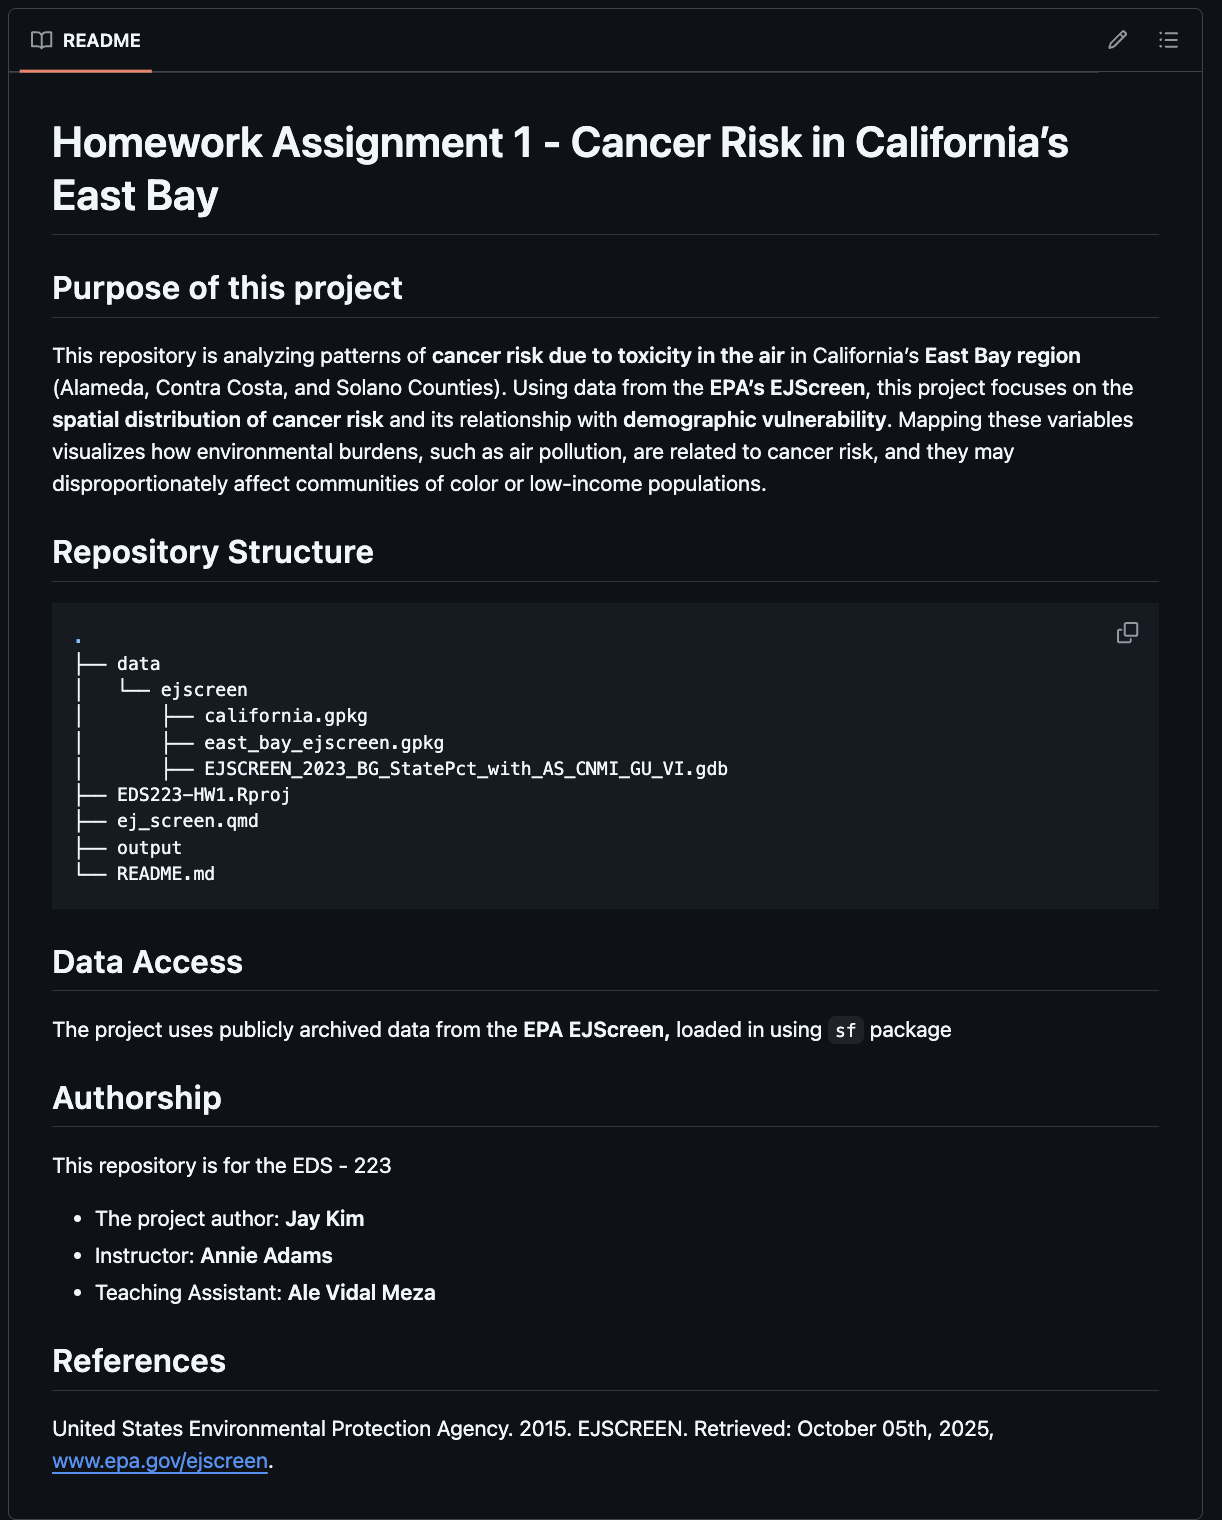 README
Homework Assignment 1 - Cancer Risk in California’s
East Bay
Purpose of this project
This repository is analyzing patterns of cancer risk due to toxicity in the air in California’s East Bay region
(Alameda, Contra Costa, and Solano Counties). Using data from the EPA’s EJScreen, this project focuses on the
spatial distribution of cancer risk and its relationship with demographic vulnerability. Mapping these variables
visualizes how environmental burdens, such as air pollution, are related to cancer risk, and they may
disproportionately affect communities of color or low-income populations.
Repository Structure
.
├── data
│   └── ejscreen
│       ├── california.gpkg
│       ├── east_bay_ejscreen.gpkg
│       ├── EJSCREEN_2023_BG_StatePct_with_AS_CNMI_GU_VI.gdb
├── EDS223-HW1.Rproj
├── ej_screen.qmd
├── output
└── README.md
Data Access
The project uses publicly archived data from the EPA EJScreen, loaded in using sf package
Authorship
This repository is for the EDS - 223
• The project author: Jay Kim
• Instructor: Annie Adams
• Teaching Assistant: Ale Vidal Meza
References
United States Environmental Protection Agency. 2015. EJSCREEN. Retrieved: October 05th, 2025,
www.epa.gov/ejscreen.